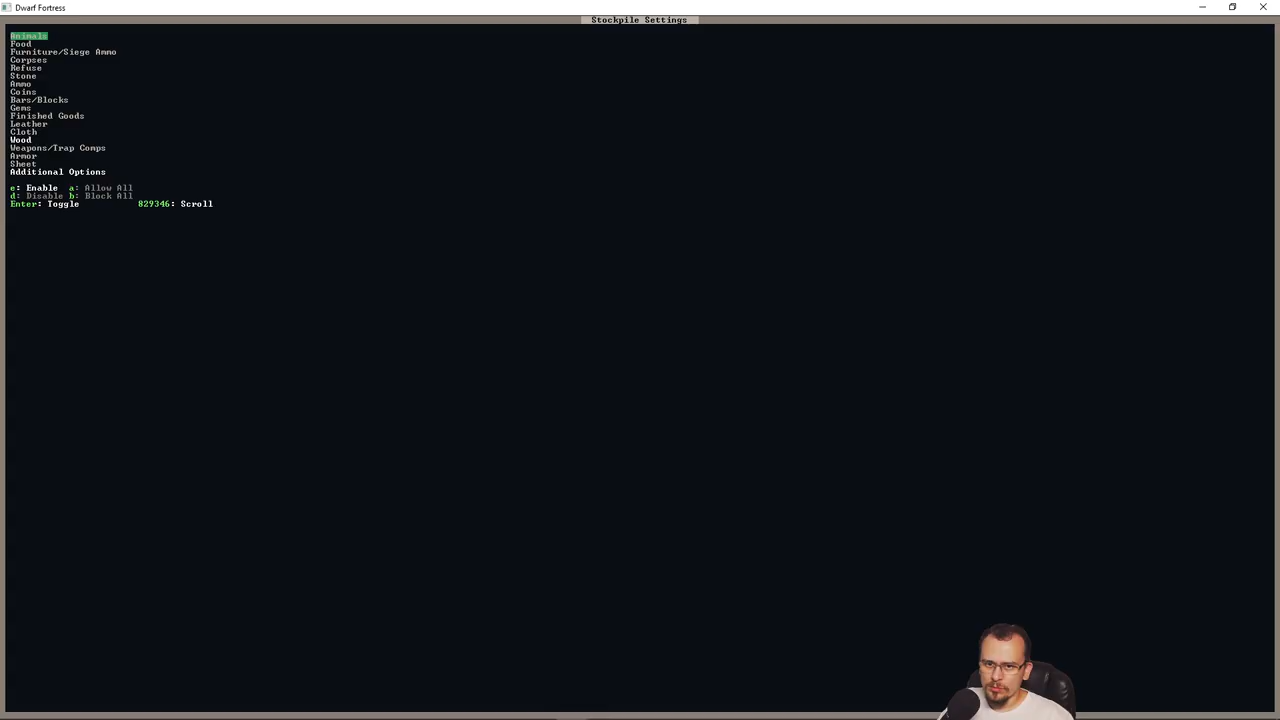 Dwarf Fortress
Stockpile Settings
Animals
Food
Furniture/Siege Ammo
Corpses
Refuse
Stone
Ammo
Coins
Bars/Blocks
Gems
Finished Goods
Leather
Cloth
Wood
Weapons/Trap Comps
Armor
Sheet
Additional Options
e: Enable a: Allow All
d: Disable b: Block All
Enter: Toggle 829346: Scroll